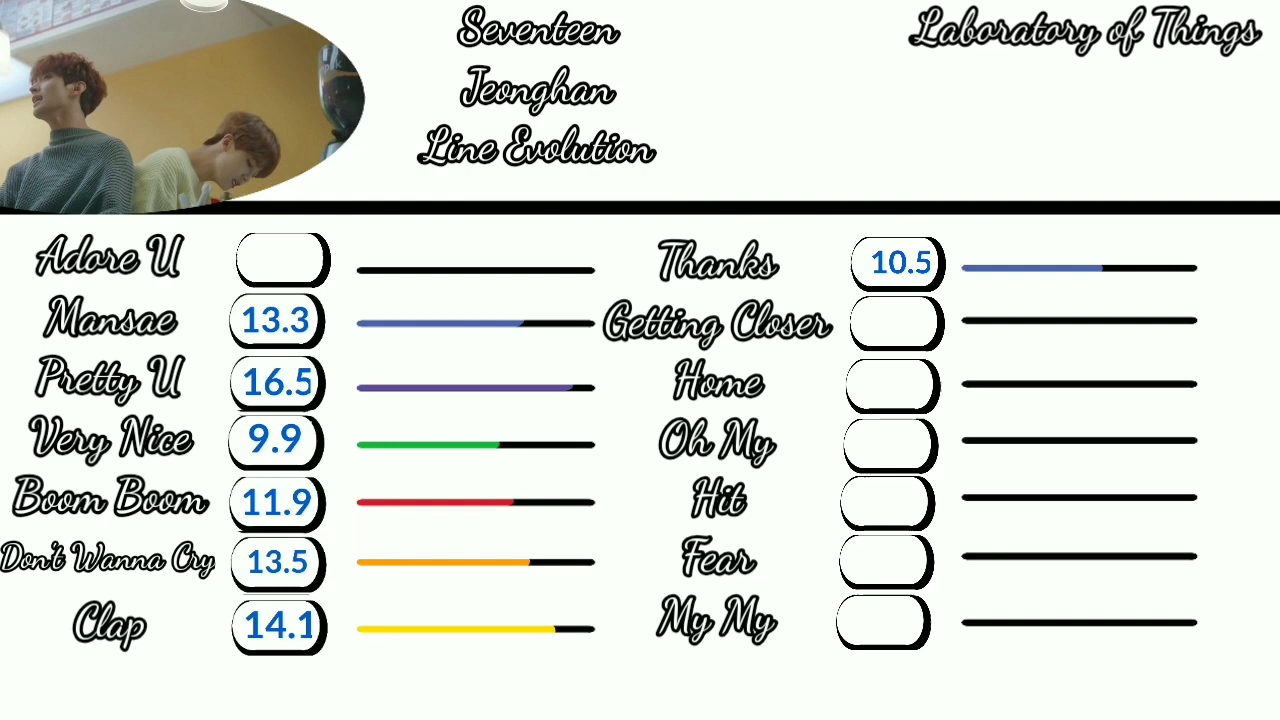 Seventeen
Jeonghan
Line Evolution
Laboratory of Things
Adore U
Mansae 13.3
Pretty U 16.5
Very Nice 9.9
Boom Boom 11.9
Don't Wanna Cry 13.5
Clap 14.1
Thanks 10.5
Getting Closer
Home
Oh My
Hit
Fear
My My